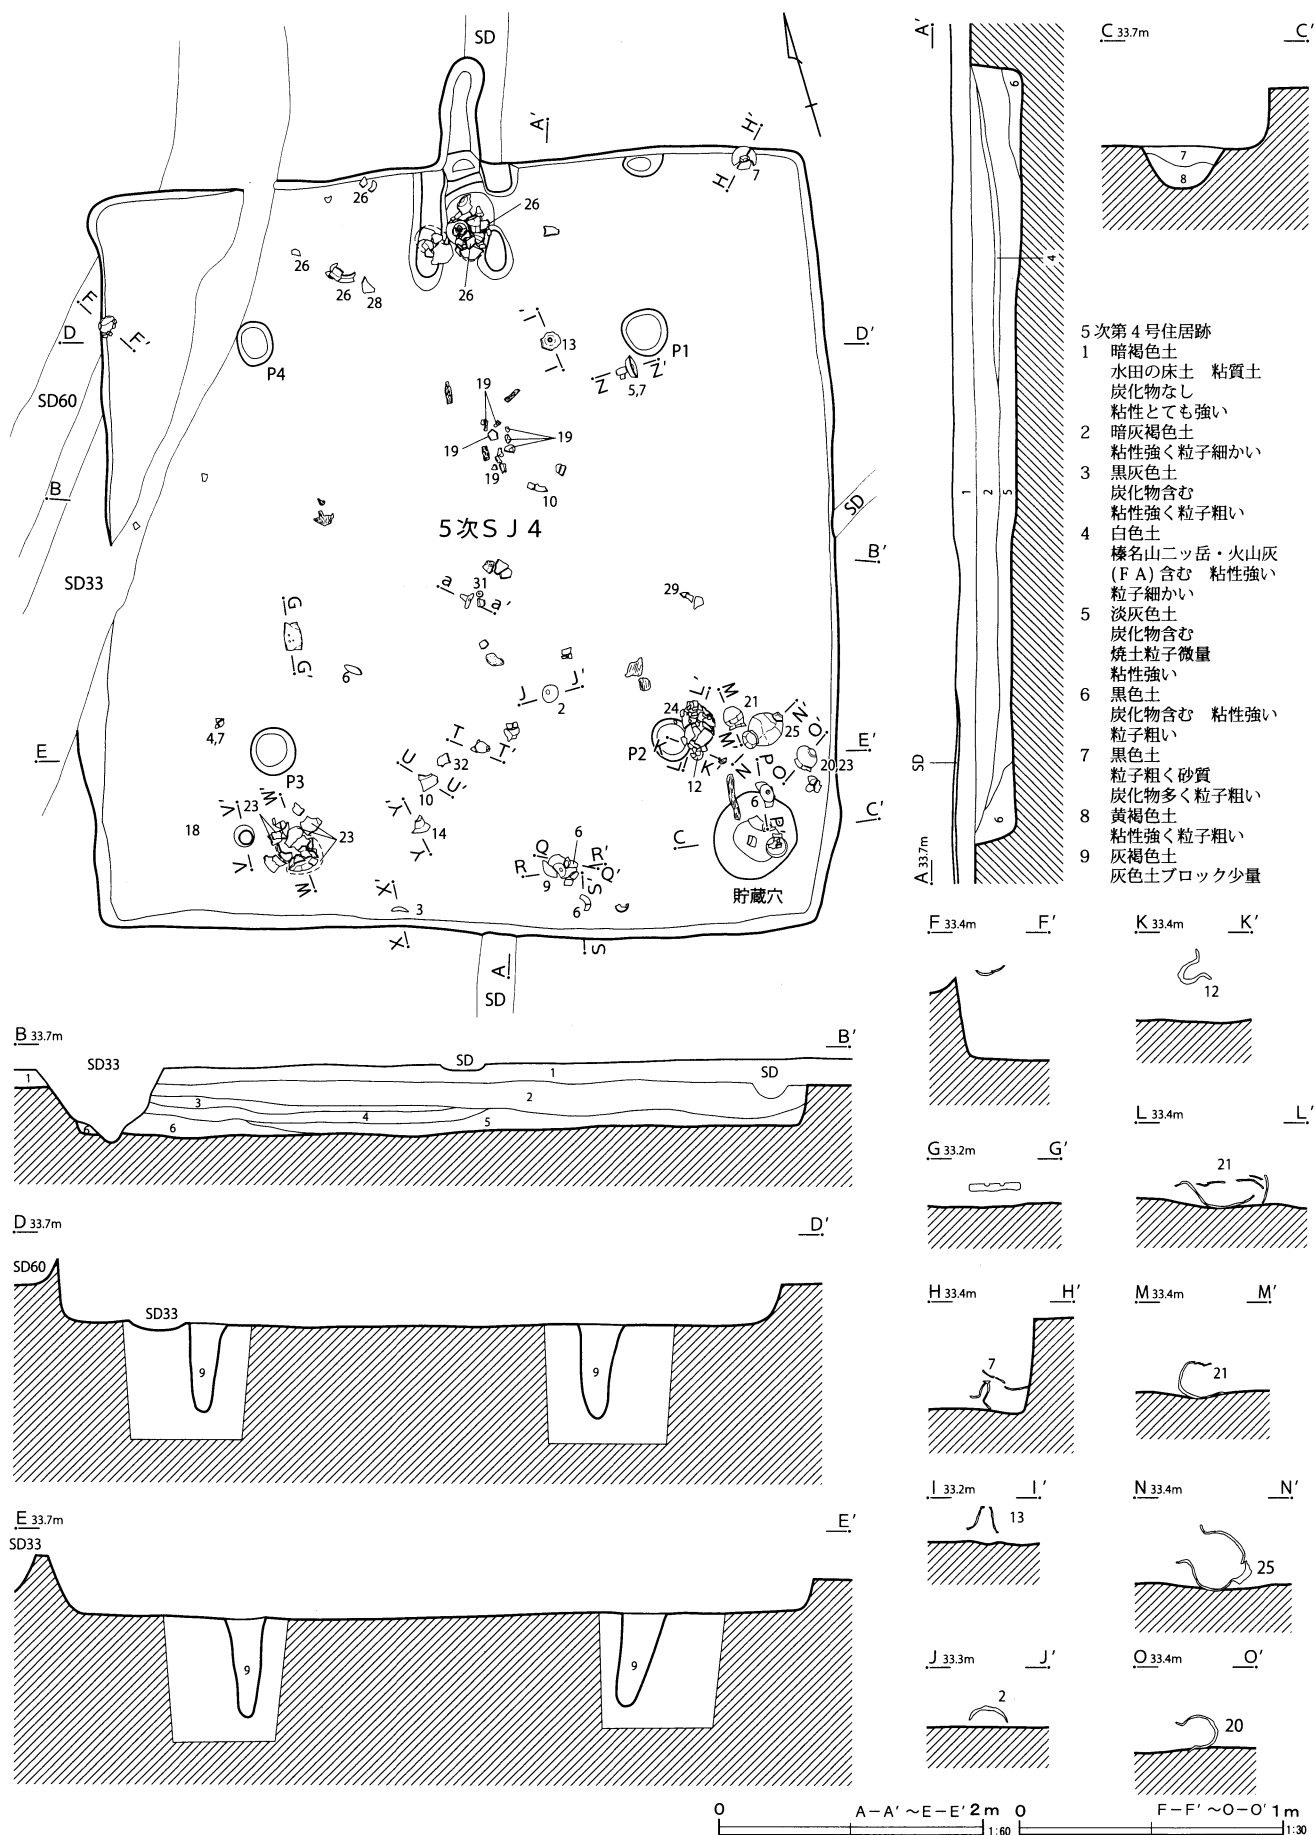 SD
A'
H'
H
7
26
26
26
26
26
28
F
F'
D
D'
I'
I
13
P1
P4
Z
Z'
5,7
SD60
19
19
19
19
10
B
SD
5次SJ4
B'
SD33
a
31
a'
29
G
G'
J
J'
2
L'
M
21
24
N'
25
O'
4,7
T
T'
K
M'
E
E'
P2
L
K'
N
P
O
20,23
32
12
P3
U
10
U'
W'
V'
23
Y'
6
C'
18
23
14
P'
C
V
Y
Q
6
R
R'
Q'
W
9
S'
貯蔵穴
X'
3
6
X
S
A
SD
A'
6
4
1
2
5
SD
6
A 33.7m
C 33.7m
C'
7
8
5次第4号住居跡
1 暗褐色土
水田の床土 粘質土
炭化物なし
粘性とても強い
2 暗灰褐色土
粘性強く粒子細かい
3 黒灰色土
炭化物含む
粘性強く粒子粗い
4 白色土
榛名山二ッ岳・火山灰
(FA)含む 粘性強い
粒子細かい
5 淡灰色土
炭化物含む
焼土粒子微量
粘性強い
6 黒色土
炭化物含む 粘性強い
粒子粗い
7 黒色土
粒子粗く砂質
炭化物多く粒子粗い
8 黄褐色土
粘性強く粒子粗い
9 灰褐色土
灰色土ブロック少量
B 33.7m
B'
SD33
SD
1
1
SD
2
3
4
5
6
6
D 33.7m
D'
SD60
SD33
9
9
E 33.7m
E'
SD33
9
9
F 33.4m
F'
K 33.4m
K'
12
G 33.2m
G'
L 33.4m
L'
21
H 33.4m
H'
7
M 33.4m
M'
21
I 33.2m
I'
13
N 33.4m
N'
25
J 33.3m
J'
2
O 33.4m
O'
20
0 A-A' ~E-E' 2m
1:60
0 F-F' ~O-O' 1m
1:30